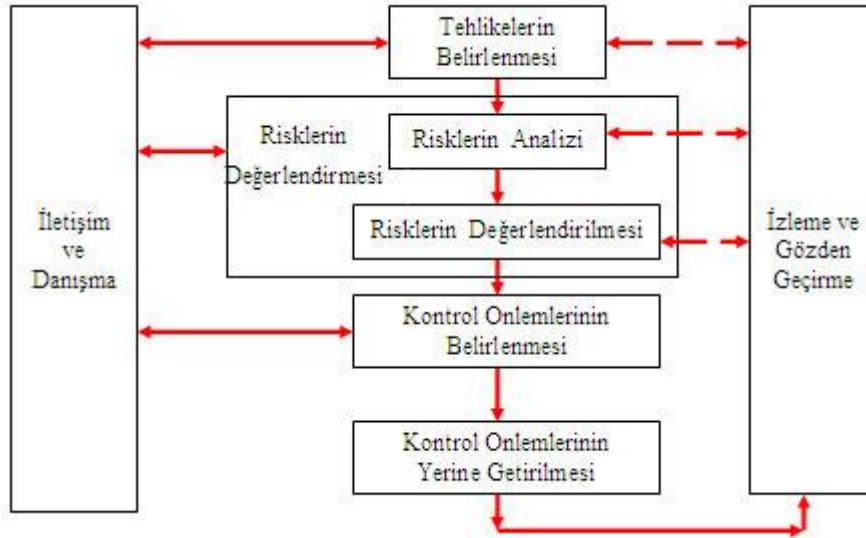 Tehlikelerin
Belirlenmesi
Risklerin
Değerlendirmesi
Risklerin Analizi
Risklerin Değerlendirilmesi
İletişim
ve
Danışma
İzleme ve
Gözden
Geçirme
Kontrol Onlemlerinin
Belirlenmesi
Kontrol Onlemlerinin
Yerine Getirilmesi